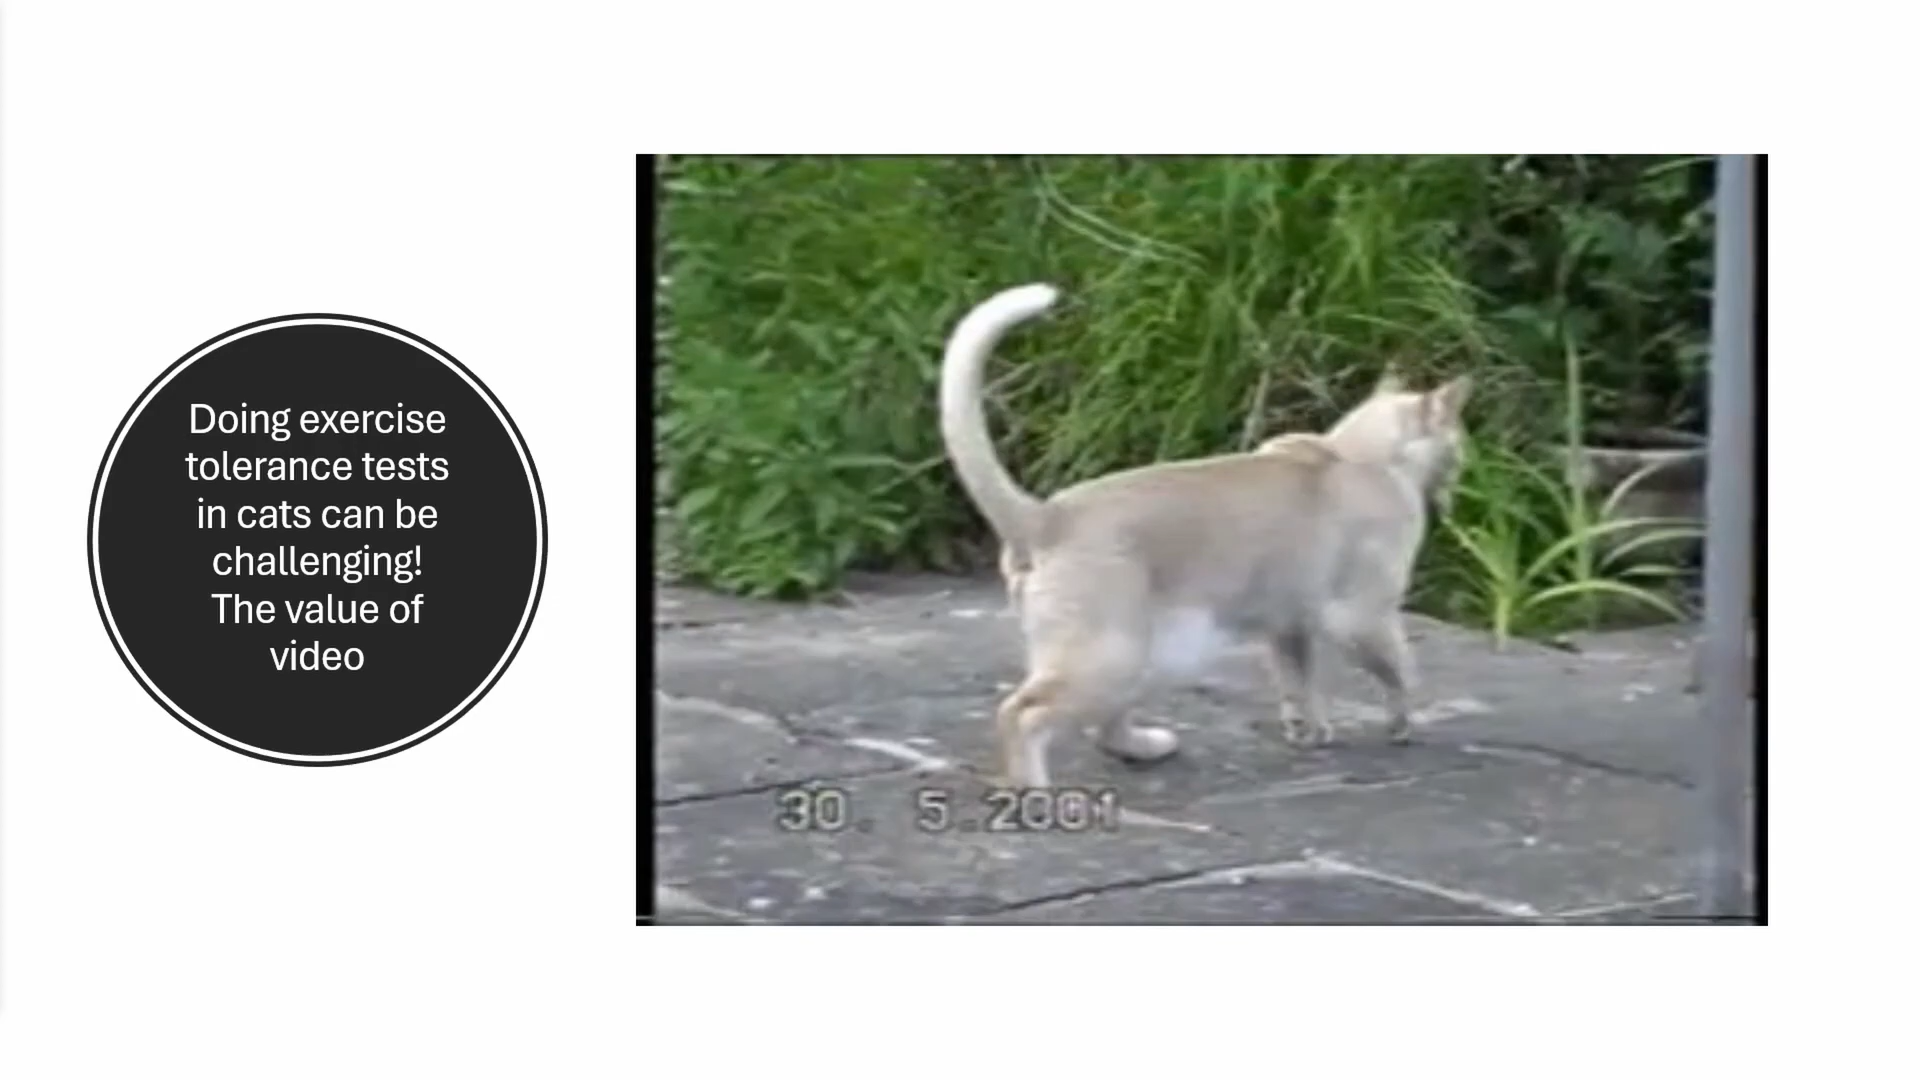 Doing exercise
tolerance tests
in cats can be
challenging!
The value of
video
30. 5.2001